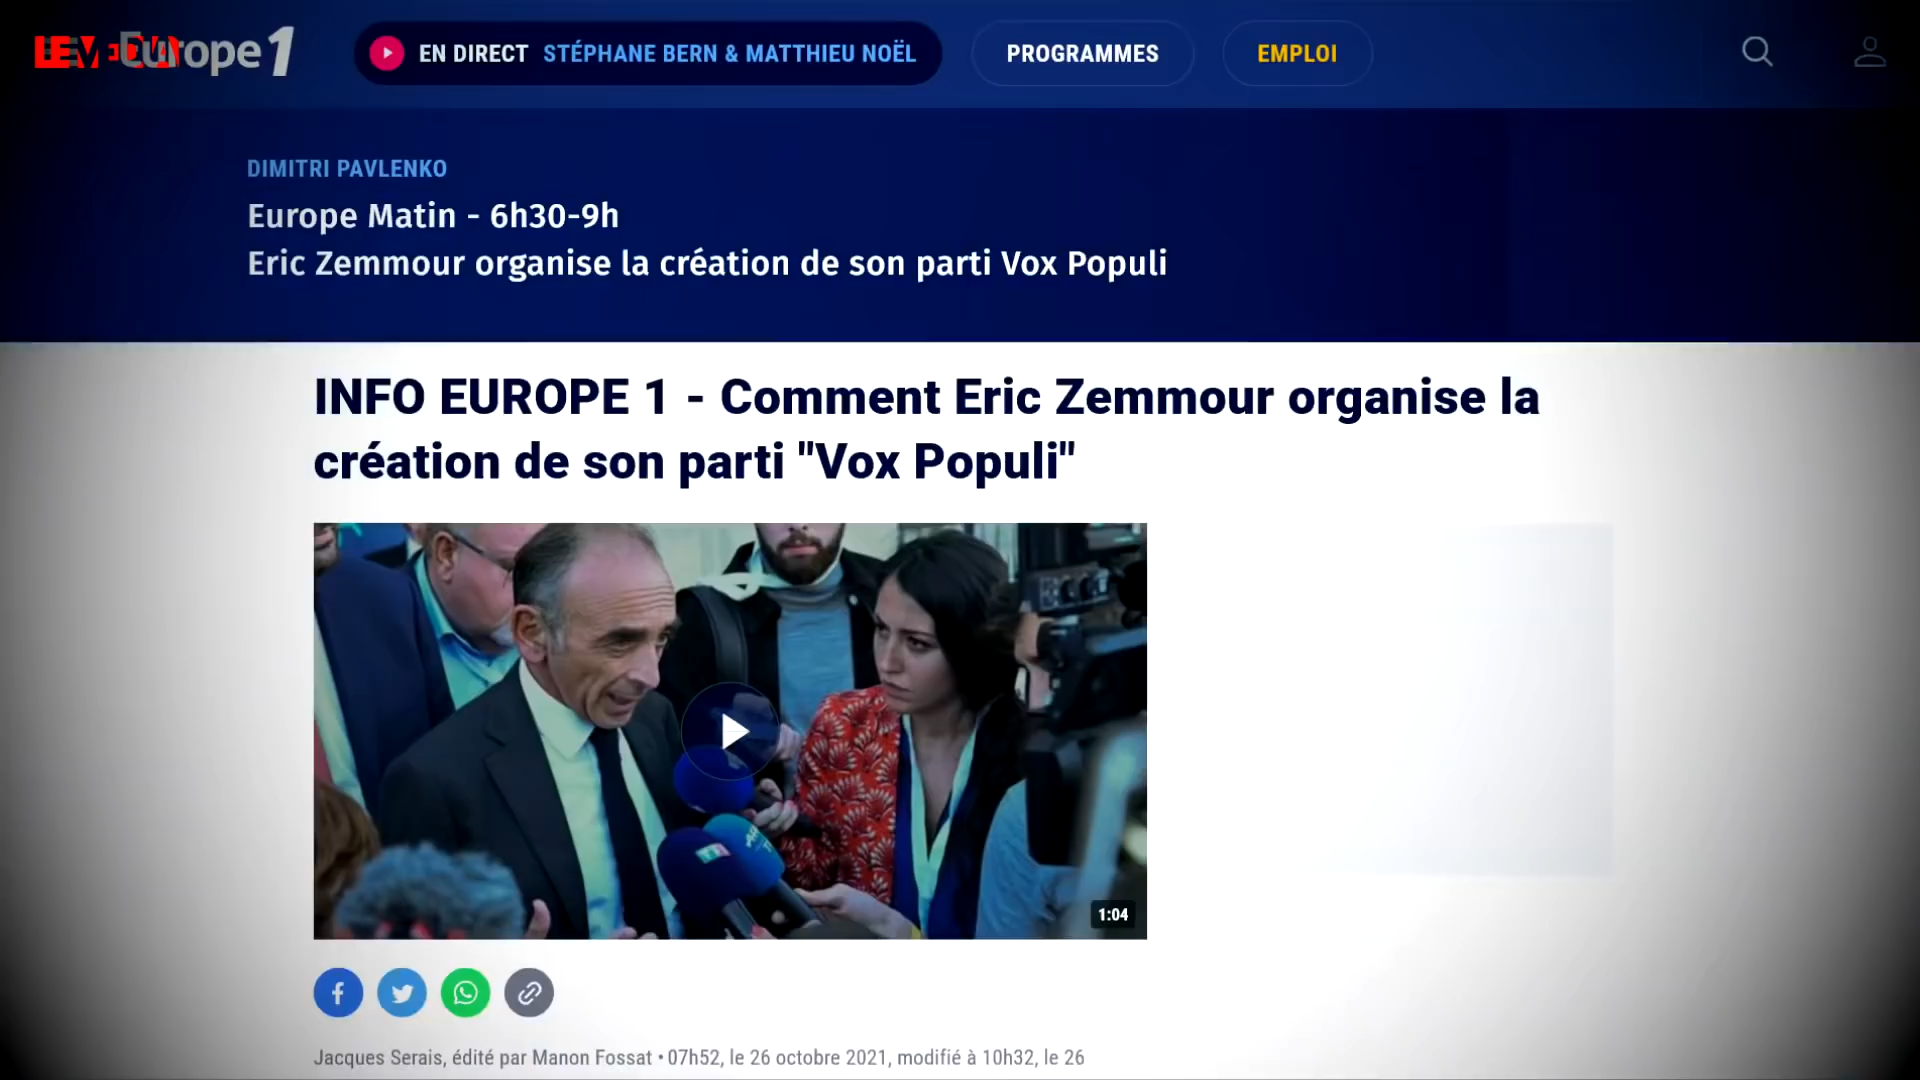 LEMEDIA
Europe 1
EN DIRECT STÉPHANE BERN & MATTHIEU NOËL
PROGRAMMES
EMPLOI
DIMITRI PAVLENKO
Europe Matin - 6h30-9h
Eric Zemmour organise la création de son parti Vox Populi
INFO EUROPE 1 - Comment Eric Zemmour organise la
création de son parti "Vox Populi"
1:04
Jacques Serais, édité par Manon Fossat • 07h52, le 26 octobre 2021, modifié à 10h32, le 26